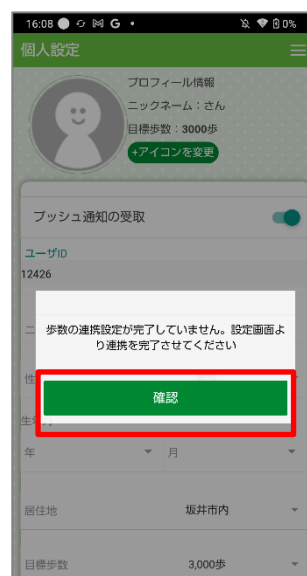 16:08 G • 0%
個人設定
プロフィール情報
ニックネーム：さん
目標歩数：3000歩
+アイコンを変更
プッシュ通知の受取
ユーザID
12426
歩数の連携設定が完了していません。設定画面よ
り連携を完了させてください
確認
年 月
居住地 坂井市内
目標歩数 3,000歩